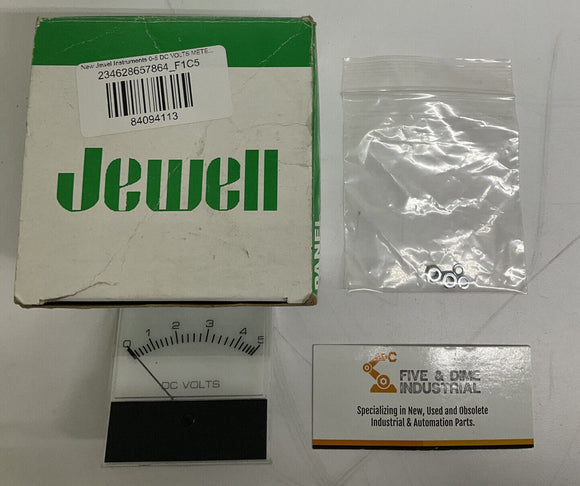 New Jewel Instruments 0-5 DC VOLTS METE...
234628657864_F1C5
84094113
Jewell
PANEL
0 1 2 3 4 5
DC VOLTS
FIVE & DIME
INDUSTRIAL
Specializing in New, Used and Obsolete
Industrial & Automation Parts.